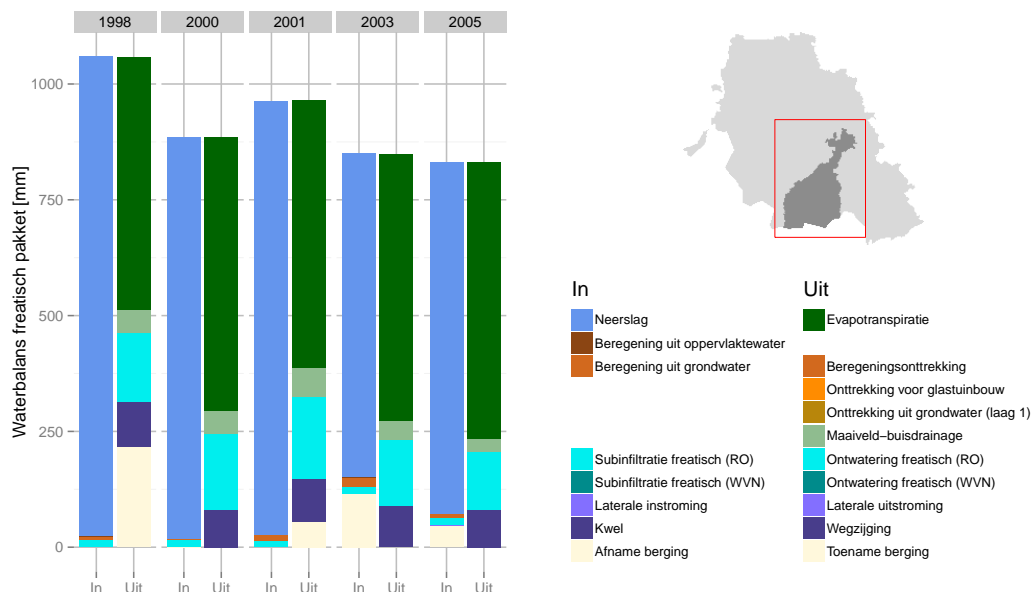 1998 2000 2001 2003 2005
Waterbalans freatisch pakket [mm]
1000
750
500
250
0
In Uit In Uit In Uit In Uit In Uit
In
Neerslag
Beregening uit oppervlaktewater
Beregening uit grondwater
Subinfiltratie freatisch (RO)
Subinfiltratie freatisch (WVN)
Laterale instroming
Kwel
Afname berging
Uit
Evapotranspiratie
Beregeningsonttrekking
Onttrekking voor glastuinbouw
Onttrekking uit grondwater (laag 1)
Maaiveld−buisdrainage
Ontwatering freatisch (RO)
Ontwatering freatisch (WVN)
Laterale uitstroming
Wegzijging
Toename berging